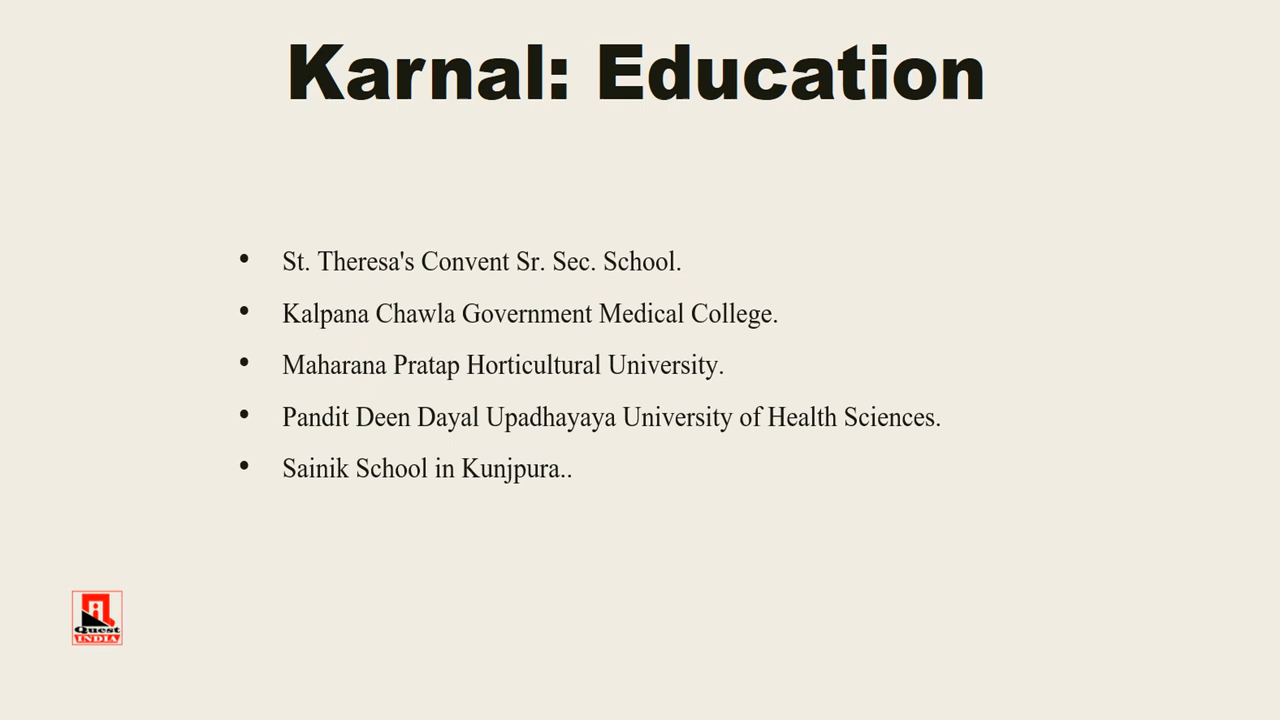 Karnal: Education
• St. Theresa's Convent Sr. Sec. School.
• Kalpana Chawla Government Medical College.
• Maharana Pratap Horticultural University.
• Pandit Deen Dayal Upadhayaya University of Health Sciences.
• Sainik School in Kunjpura..
Quest
INDIA